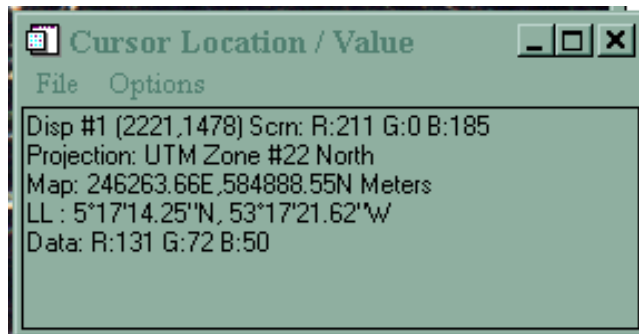 Cursor Location / Value
File Options
Disp #1 (2221,1478) Scrn: R:211 G:0 B:185
Projection: UTM Zone #22 North
Map: 246263.66E,584888.55N Meters
LL : 5°17'14.25"N, 53°17'21.62"W
Data: R:131 G:72 B:50